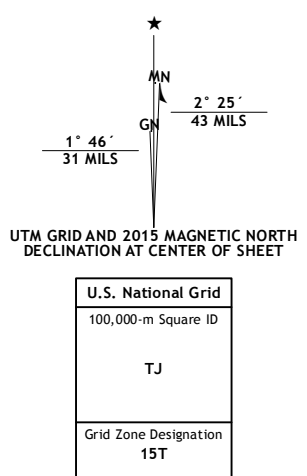 ★
MN
2° 25´
43 MILS
GN
1° 46´
31 MILS
UTM GRID AND 2015 MAGNETIC NORTH
DECLINATION AT CENTER OF SHEET
U.S. National Grid
100,000-m Square ID
TJ
Grid Zone Designation
15T